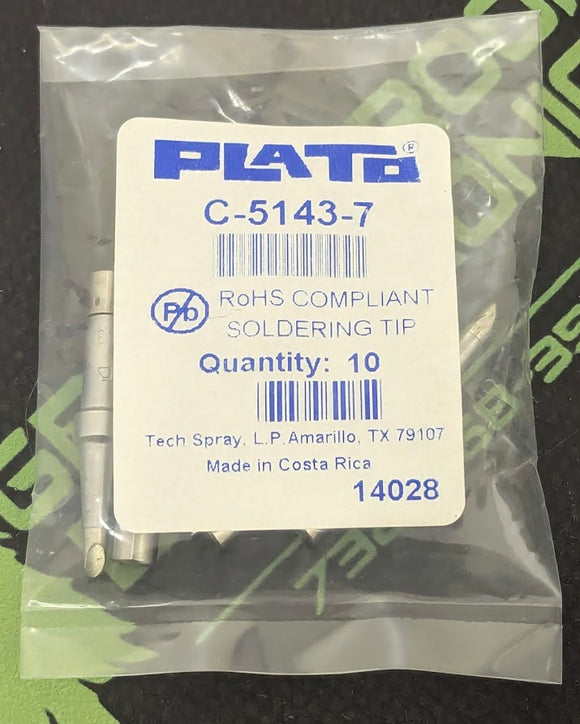 PLATO®
C-5143-7
Pb
RoHS COMPLIANT
SOLDERING TIP
Quantity: 10
Tech Spray, L.P. Amarillo, TX 79107
Made in Costa Rica
14028